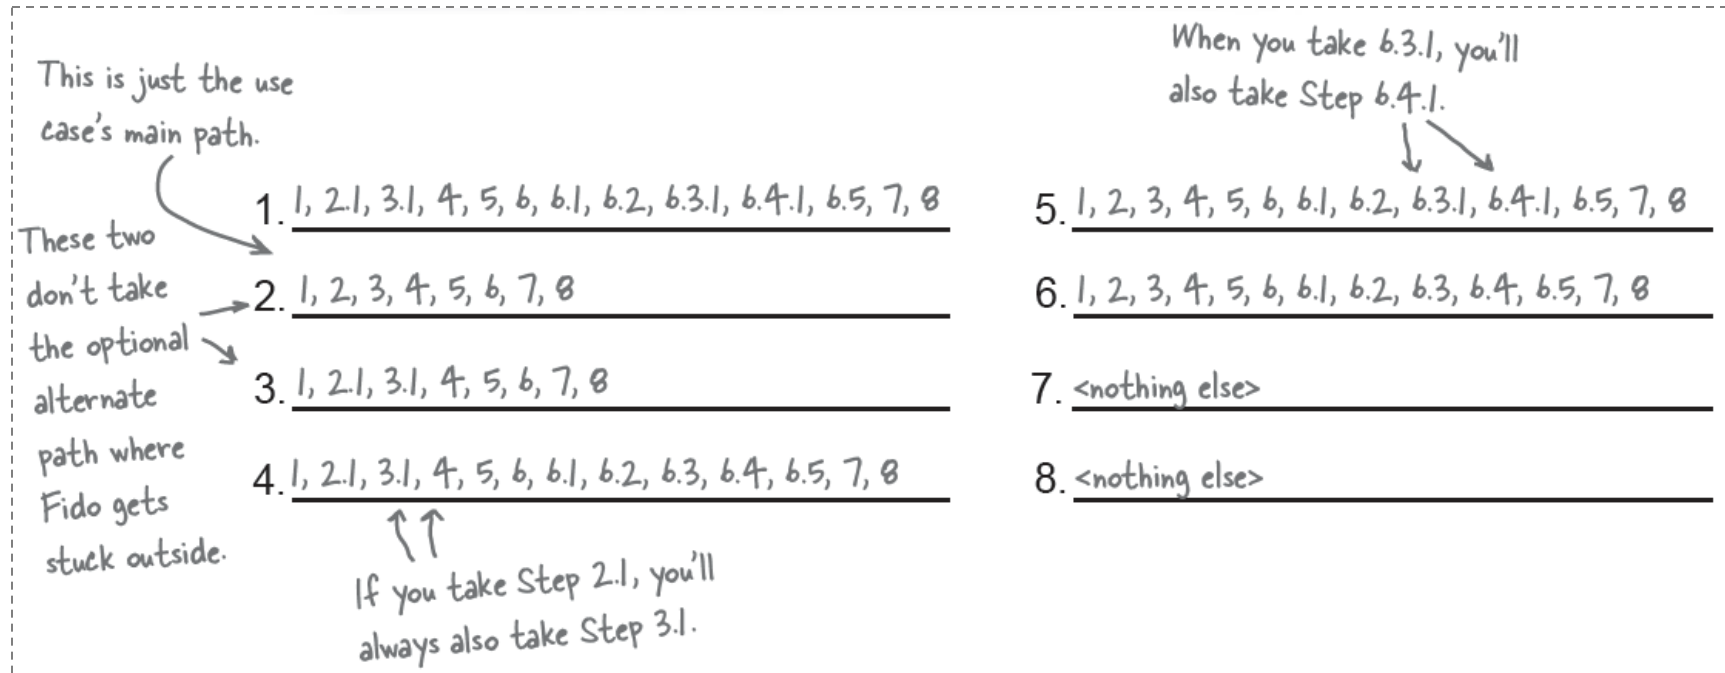 This is just the use
case's main path.
These two
don't take
the optional
alternate
path where
Fido gets
stuck outside.
1. 1, 2.1, 3.1, 4, 5, 6, 6.1, 6.2, 6.3.1, 6.4.1, 6.5, 7, 8
2. 1, 2, 3, 4, 5, 6, 7, 8
3. 1, 2.1, 3.1, 4, 5, 6, 7, 8
4. 1, 2.1, 3.1, 4, 5, 6, 6.1, 6.2, 6.3, 6.4, 6.5, 7, 8
If you take Step 2.1, you'll
always also take Step 3.1.
When you take 6.3.1, you'll
also take Step 6.4.1.
5. 1, 2, 3, 4, 5, 6, 6.1, 6.2, 6.3.1, 6.4.1, 6.5, 7, 8
6. 1, 2, 3, 4, 5, 6, 6.1, 6.2, 6.3, 6.4, 6.5, 7, 8
7. <nothing else>
8. <nothing else>